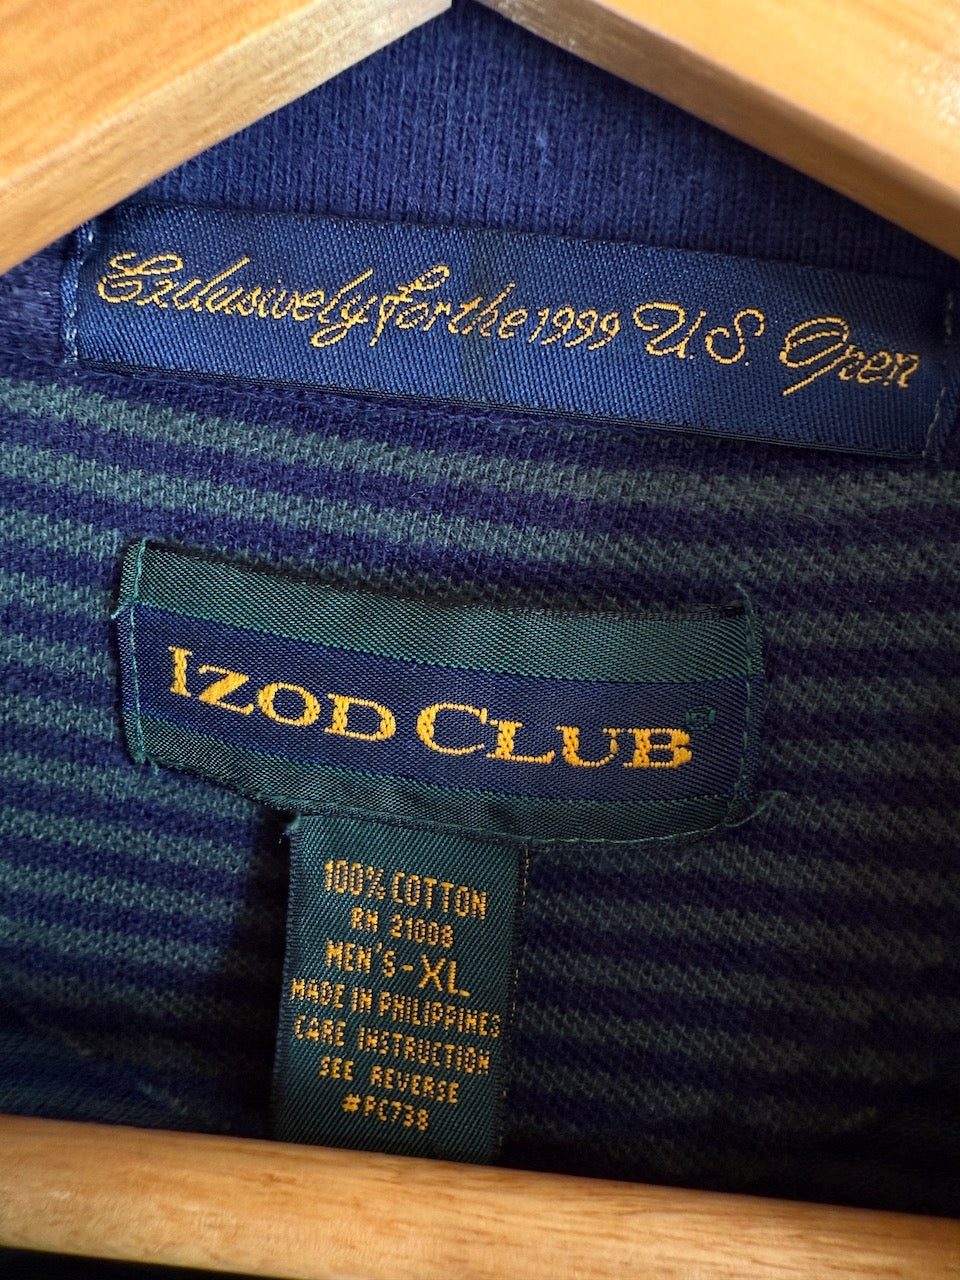 Exclusively for the 1999 U.S. Open
IZOD CLUB
100% COTTON
RN 21008
MEN'S-XL
MADE IN PHILIPPINES
CARE INSTRUCTION
SEE REVERSE
#PC738